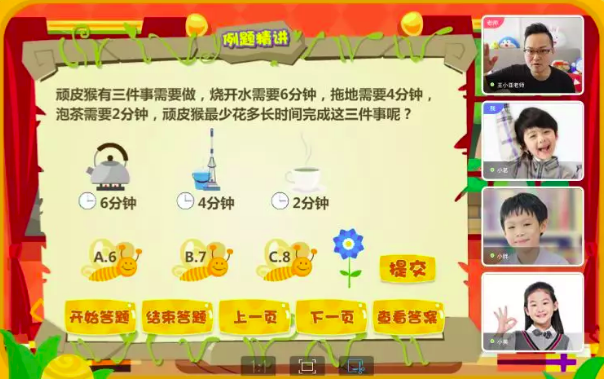 例题精讲
老师
顽皮猴有三件事需要做，烧开水需要6分钟，拖地需要4分钟，
泡茶需要2分钟，顽皮猴最少花多长时间完成这三件事呢？
6分钟
4分钟
2分钟
A.6
B.7
C.8
提交
开始答题
结束答题
上一页
下一页
查看答案
1:1